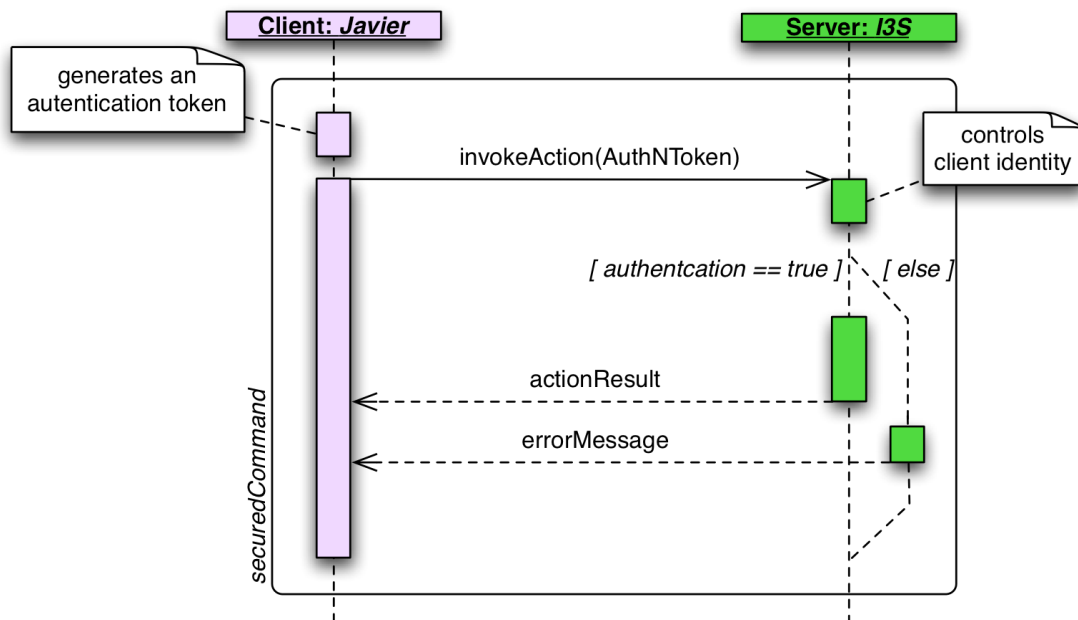 Client: Javier
Server: I3S
generates an
autentication token
controls
client identity
invokeAction(AuthNToken)
[ authentcation == true ]
[ else ]
actionResult
errorMessage
securedCommand